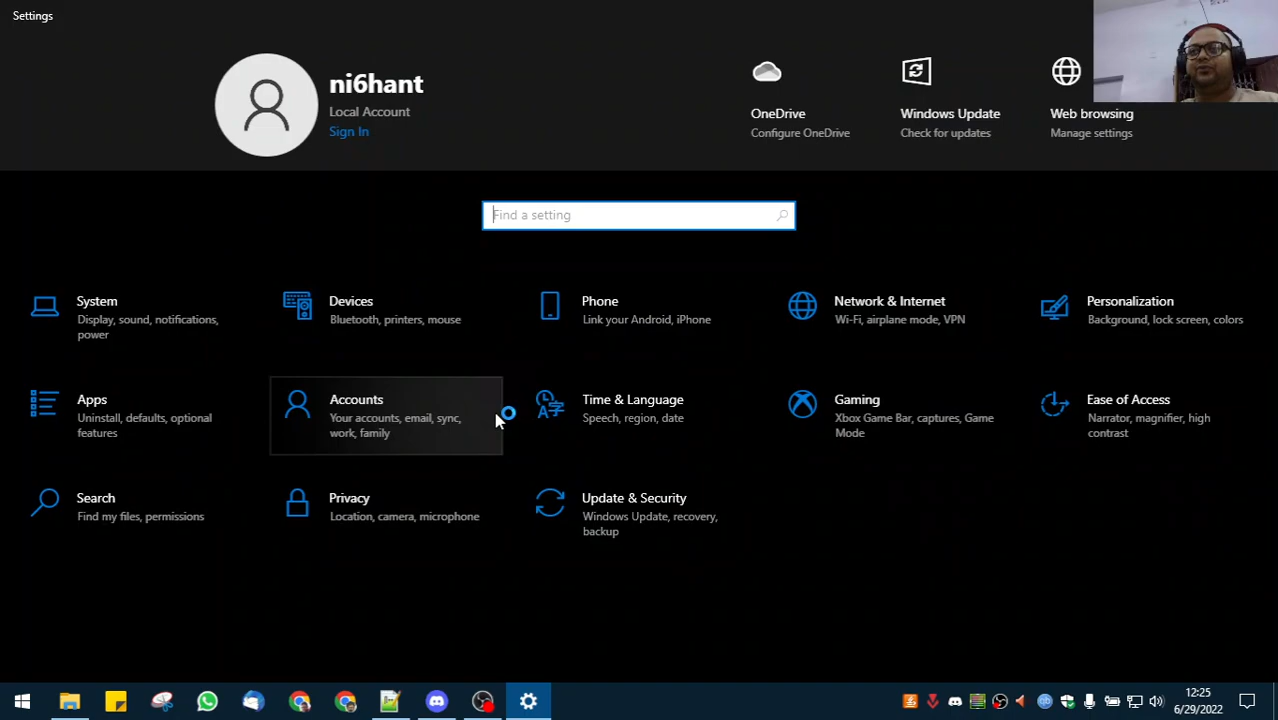 Settings
ni6hant
Local Account
Sign In
OneDrive
Configure OneDrive
Windows Update
Check for updates
Web browsing
Manage settings
Find a setting
System
Display, sound, notifications,
power
Devices
Bluetooth, printers, mouse
Phone
Link your Android, iPhone
Network & Internet
Wi-Fi, airplane mode, VPN
Personalization
Background, lock screen, colors
Apps
Uninstall, defaults, optional
features
Accounts
Your accounts, email, sync,
work, family
Time & Language
Speech, region, date
Gaming
Xbox Game Bar, captures, Game
Mode
Ease of Access
Narrator, magnifier, high
contrast
Search
Find my files, permissions
Privacy
Location, camera, microphone
Update & Security
Windows Update, recovery,
backup
12:25
6/29/2022